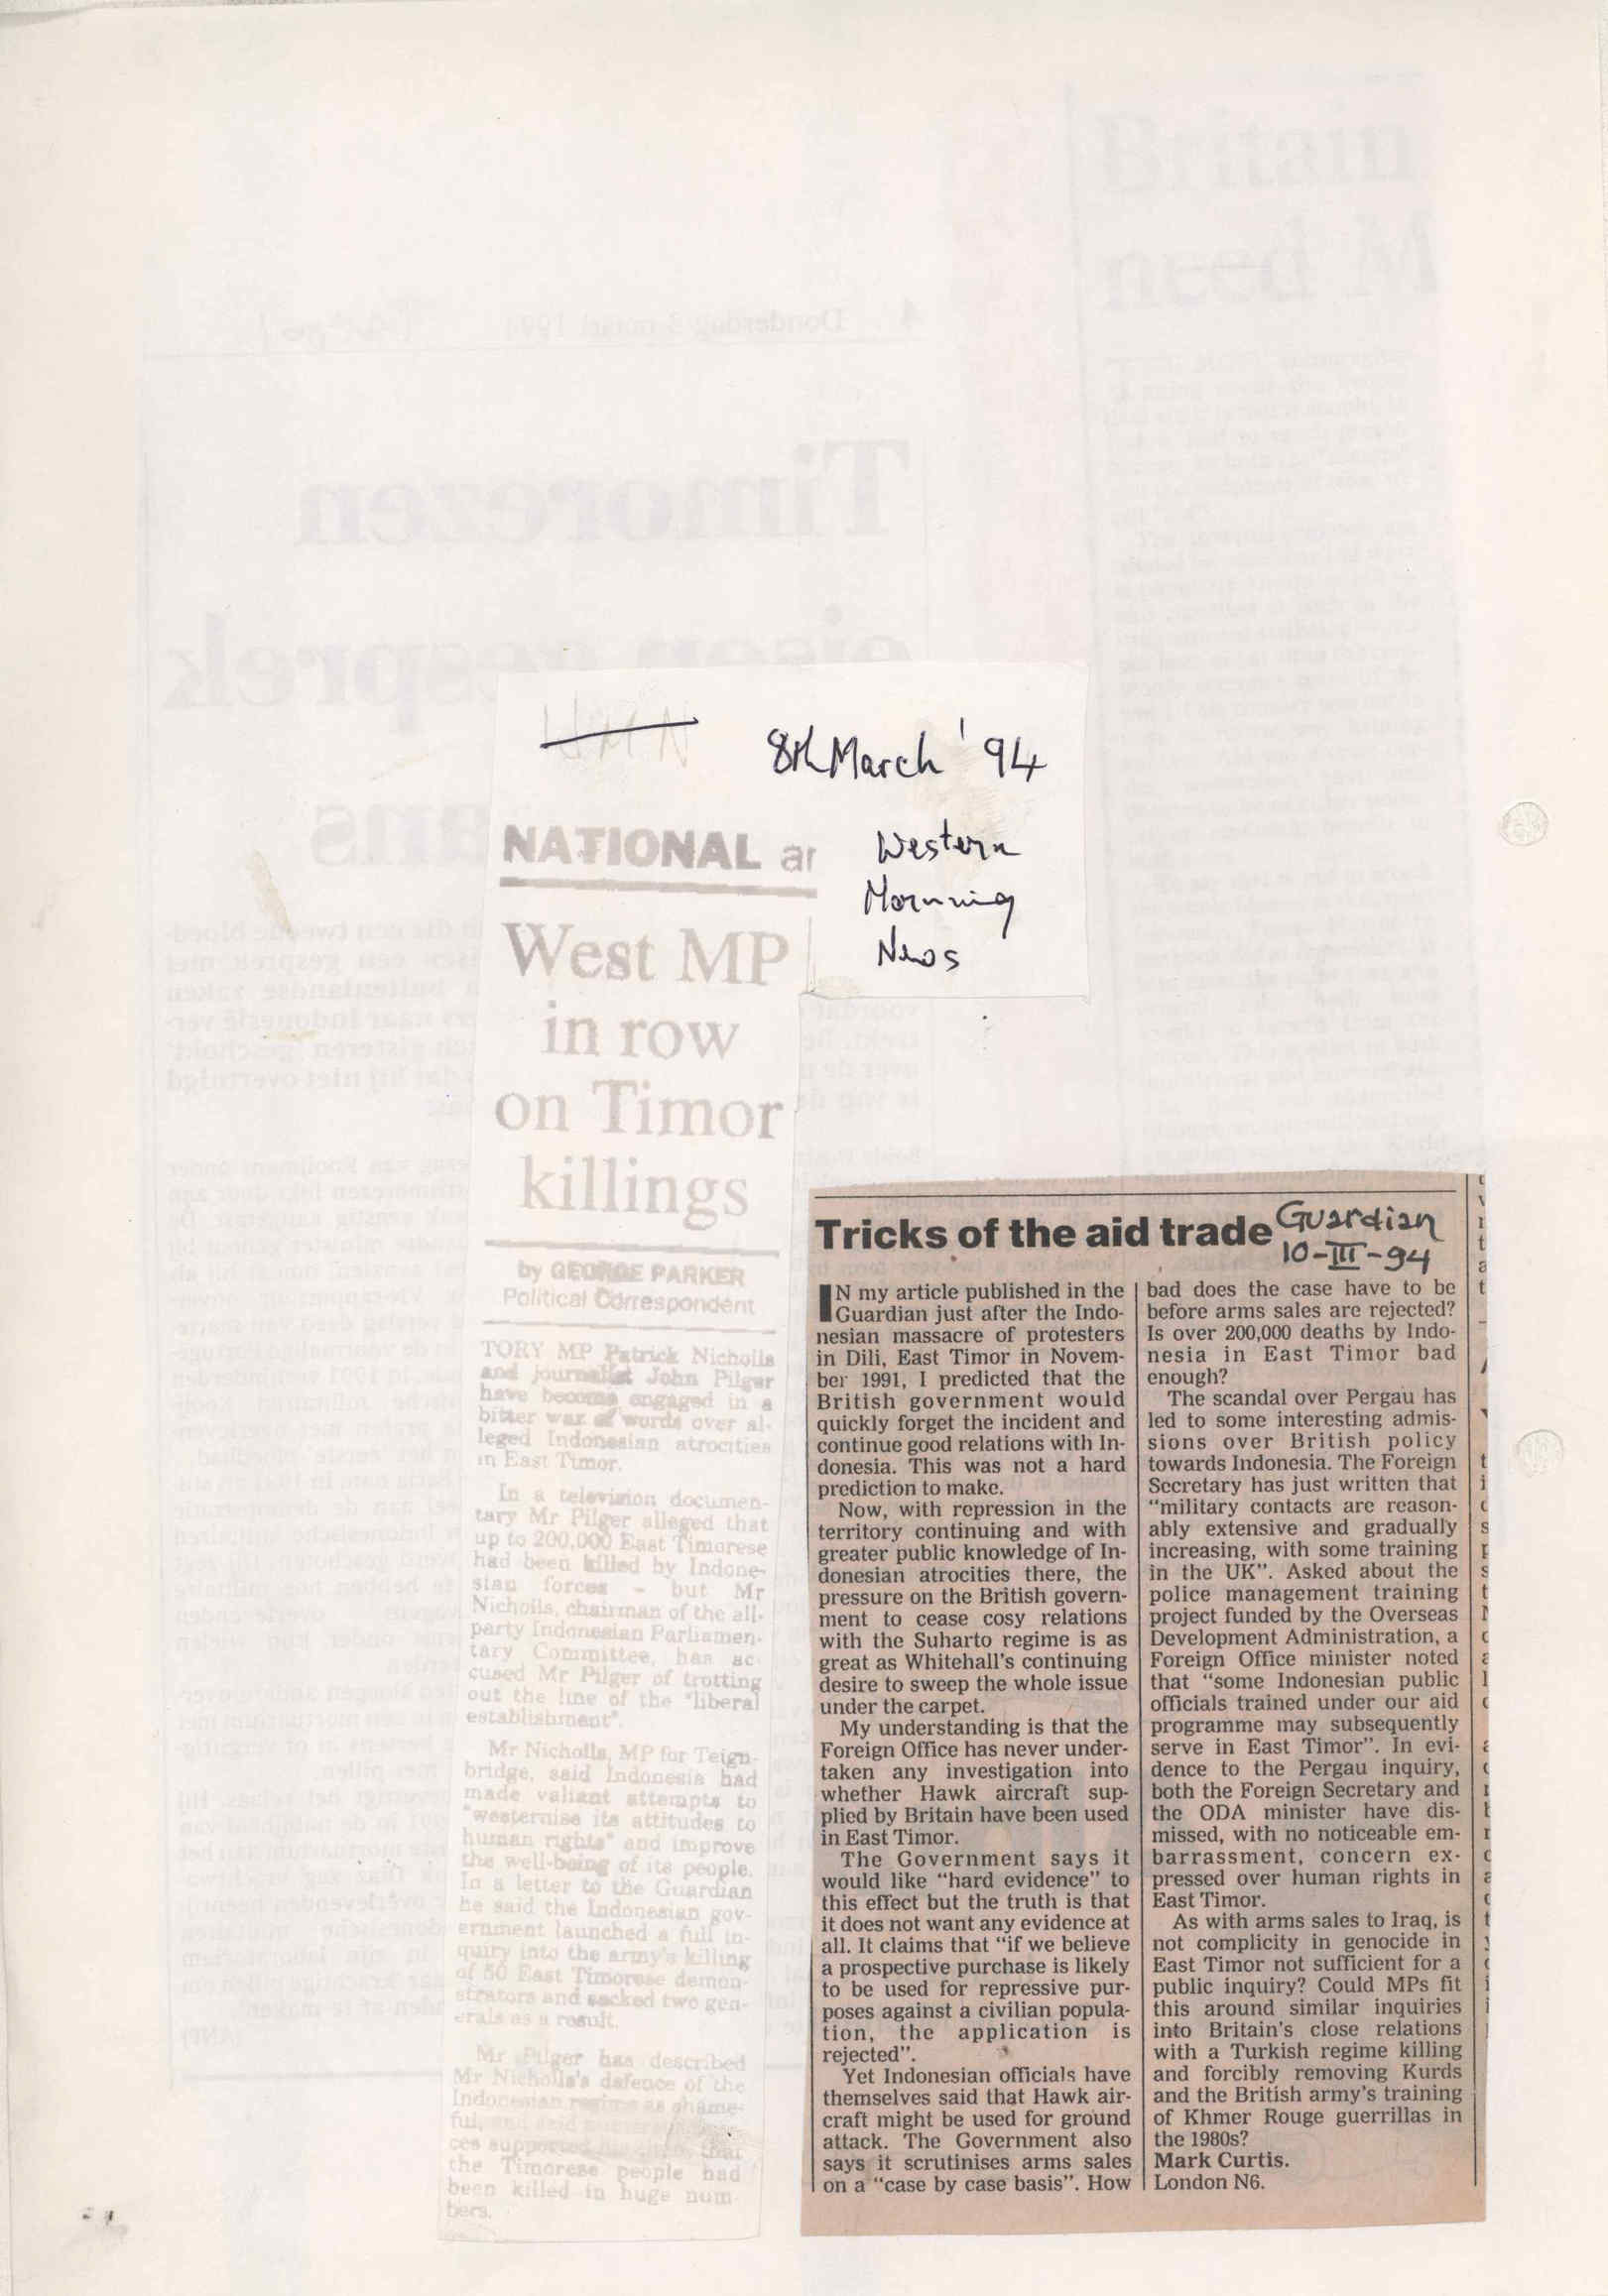 WMN
8th March '94
Western
Morning
News
NATIONAL ar
West MP
in row
on Timor
killings
by GEORGE PARKER
Political Correspondent
TORY MP Patrick Nicholls
and journalist John Pilger
have become engaged in a
bitter war of words over al-
leged Indonesian atrocities
in East Timor.
In a television documen-
tary Mr Pilger alleged that
up to 200,000 East Timorese
had been killed by Indone-
sian forces – but Mr
Nicholls, chairman of the all-
party Indonesian Parliamen-
tary Committee, has ac-
cused Mr Pilger of trotting
out the line of the "liberal
establishment".
Mr Nicholls, MP for Teign-
bridge, said Indonesia had
made valiant attempts to
"westernise its attitudes to
human rights" and improve
the well-being of its people.
In a letter to the Guardian
he said the Indonesian gov-
ernment launched a full in-
quiry into the army's killing
of 50 East Timorese demon-
strators and sacked two gen-
erals as a result.
Mr Pilger has described
Mr Nicholls's defence of the
Indonesian regime as shame-
ful, and said
ces supported that
the Timorese people had
been killed in huge num-
bers.
Tricks of the aid trade
Guardian
10-III-94
IN my article published in the
Guardian just after the Indo-
nesian massacre of protesters
in Dili, East Timor in Novem-
ber 1991, I predicted that the
British government would
quickly forget the incident and
continue good relations with In-
donesia. This was not a hard
prediction to make.
Now, with repression in the
territory continuing and with
greater public knowledge of In-
donesian atrocities there, the
pressure on the British govern-
ment to cease cosy relations
with the Suharto regime is as
great as Whitehall's continuing
desire to sweep the whole issue
under the carpet.
My understanding is that the
Foreign Office has never under-
taken any investigation into
whether Hawk aircraft sup-
plied by Britain have been used
in East Timor.
The Government says it
would like "hard evidence" to
this effect but the truth is that
it does not want any evidence at
all. It claims that "if we believe
a prospective purchase is likely
to be used for repressive pur-
poses against a civilian popula-
tion, the application is
rejected".
Yet Indonesian officials have
themselves said that Hawk air-
craft might be used for ground
attack. The Government also
says it scrutinises arms sales
on a "case by case basis". How
bad does the case have to be
before arms sales are rejected?
Is over 200,000 deaths by Indo-
nesia in East Timor bad
enough?
The scandal over Pergau has
led to some interesting admis-
sions over British policy
towards Indonesia. The Foreign
Secretary has just written that
"military contacts are reason-
ably extensive and gradually
increasing, with some training
in the UK". Asked about the
police management training
project funded by the Overseas
Development Administration, a
Foreign Office minister noted
that "some Indonesian public
officials trained under our aid
programme may subsequently
serve in East Timor". In evi-
dence to the Pergau inquiry,
both the Foreign Secretary and
the ODA minister have dis-
missed, with no noticeable em-
barrassment, concern ex-
pressed over human rights in
East Timor.
As with arms sales to Iraq, is
not complicity in genocide in
East Timor not sufficient for a
public inquiry? Could MPs fit
this around similar inquiries
into Britain's close relations
with a Turkish regime killing
and forcibly removing Kurds
and the British army's training
of Khmer Rouge guerrillas in
the 1980s?
Mark Curtis.
London N6.